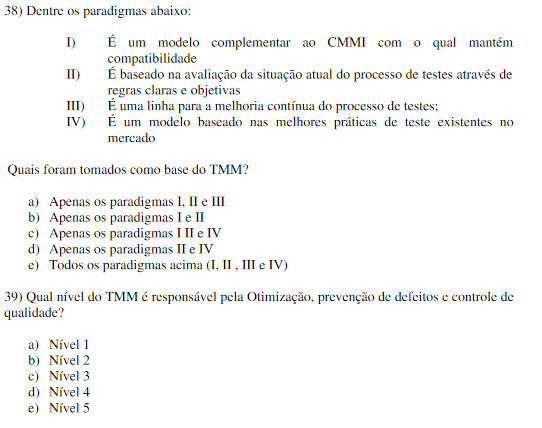 38) Dentre os paradigmas abaixo:
I) É um modelo complementar ao CMMI com o qual mantém
compatibilidade
II) É baseado na avaliação da situação atual do processo de testes através de
regras claras e objetivas
III) É uma linha para a melhoria contínua do processo de testes;
IV) É um modelo baseado nas melhores práticas de teste existentes no
mercado
Quais foram tomados como base do TMM?
a) Apenas os paradigmas I, II e III
b) Apenas os paradigmas I e II
c) Apenas os paradigmas I II e IV
d) Apenas os paradigmas II e IV
e) Todos os paradigmas acima (I, II , III e IV)
39) Qual nível do TMM é responsável pela Otimização, prevenção de defeitos e controle de
qualidade?
a) Nível 1
b) Nível 2
c) Nível 3
d) Nível 4
e) Nível 5